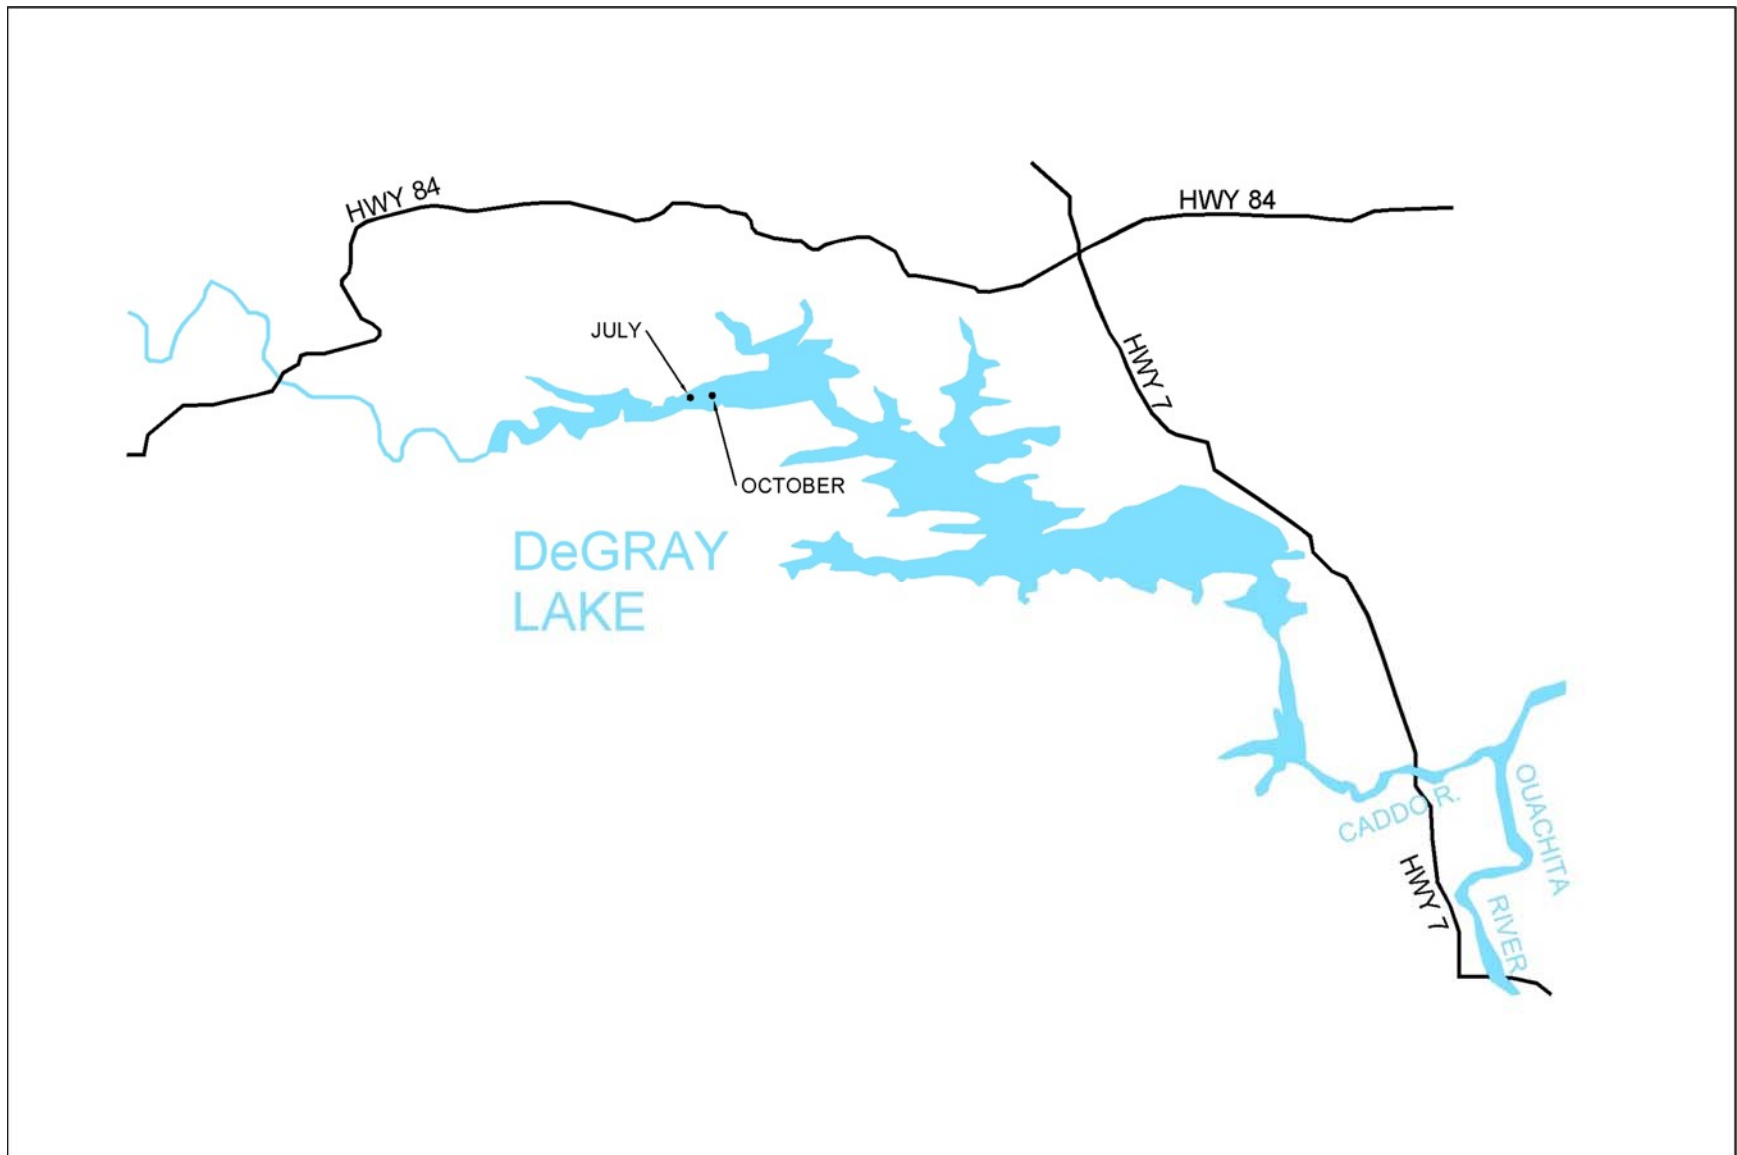 HWY 84
HWY 84
JULY
HWY 7
OCTOBER
DeGRAY
LAKE
CADDO R.
OUACHITA
HWY 7
RIVER